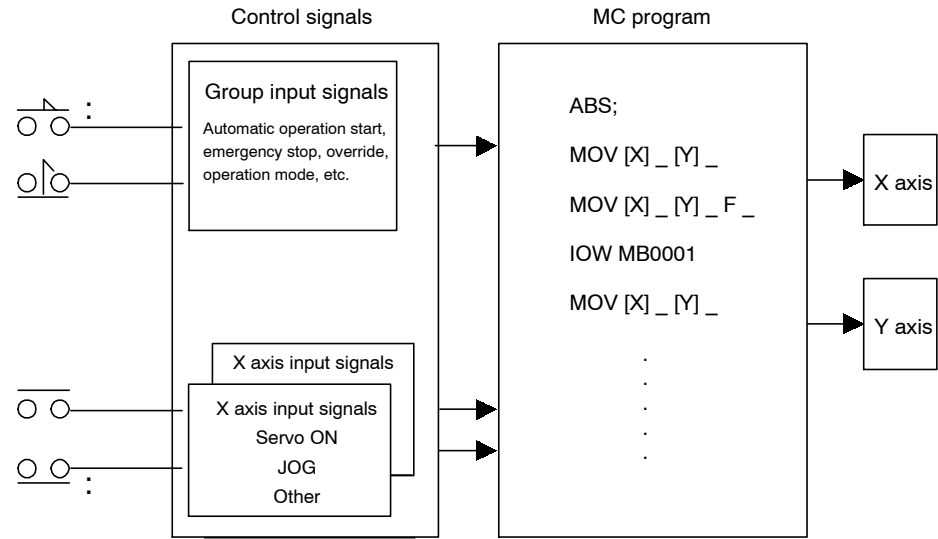 Control signals
MC program
Group input signals
Automatic operation start,
emergency stop, override,
operation mode, etc.
X axis input signals
X axis input signals
Servo ON
JOG
Other
ABS;
MOV [X] _ [Y] _
MOV [X] _ [Y] _ F _
IOW MB0001
MOV [X] _ [Y] _
X axis
Y axis